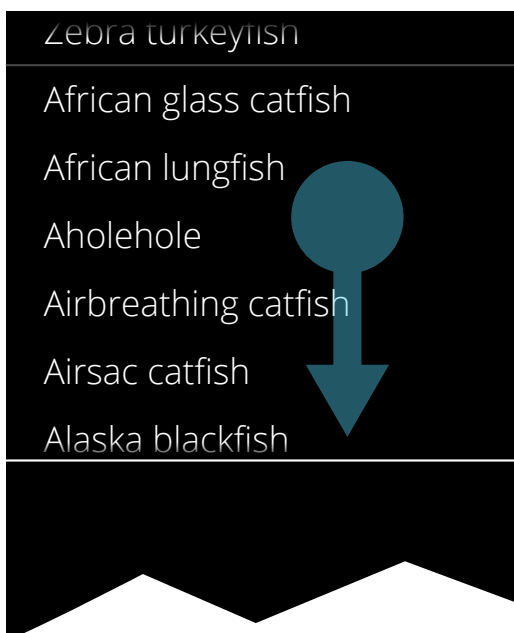 Zebra turkeyfish
African glass catfish
African lungfish
Aholehole
Airbreathing catfish
Airsac catfish
Alaska blackfish